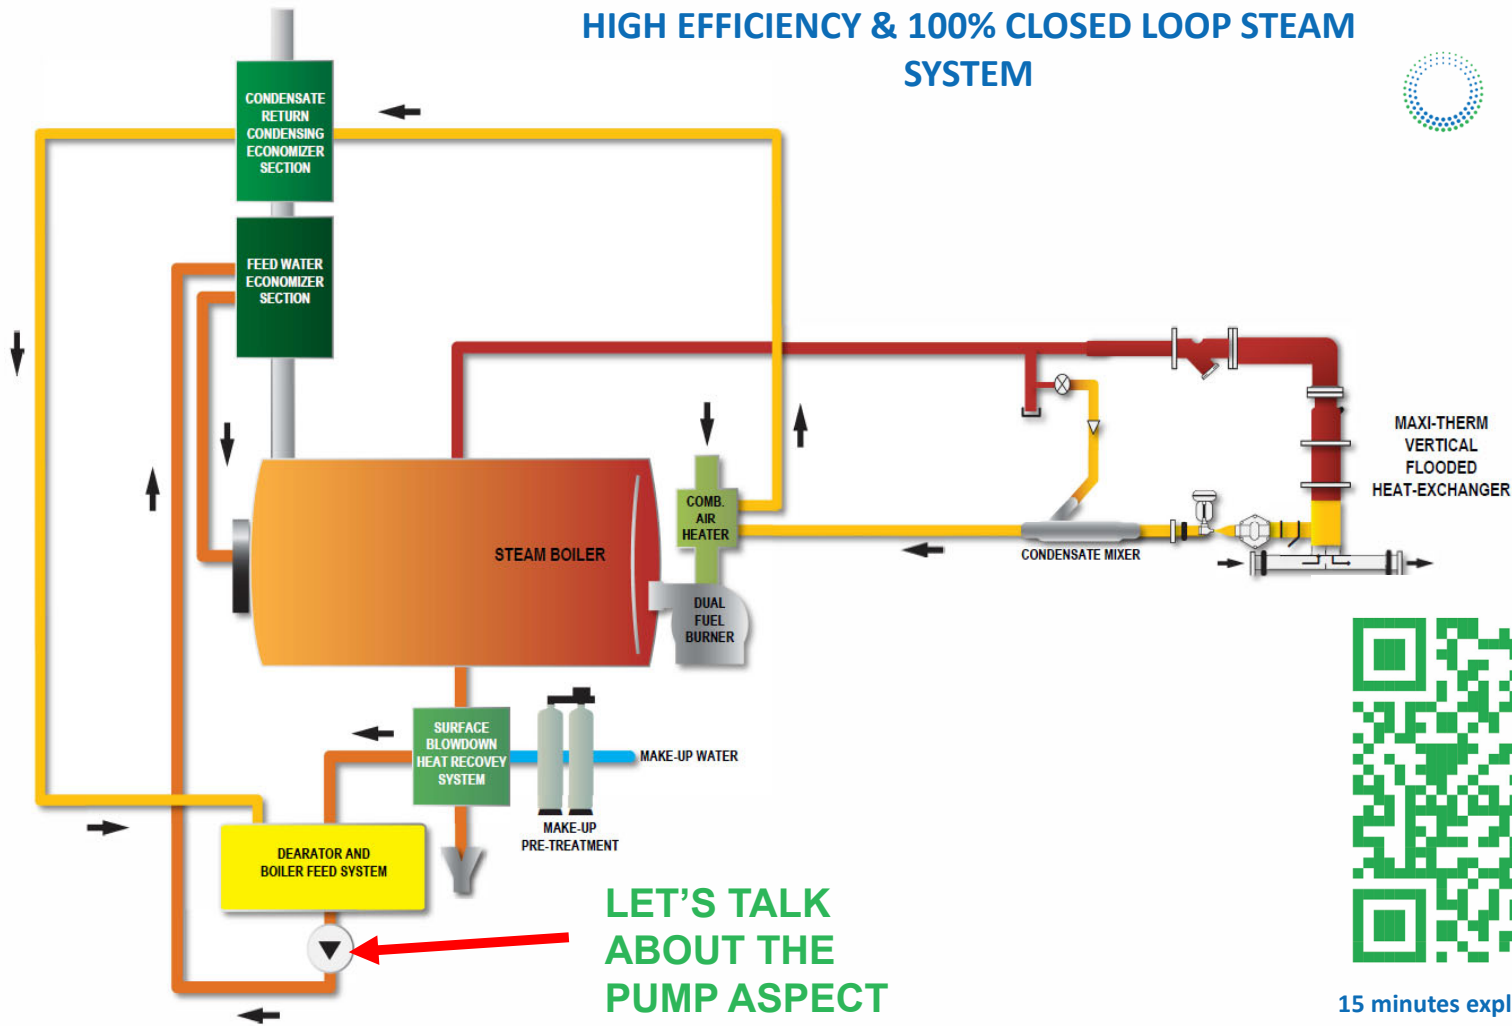 HIGH EFFICIENCY & 100% CLOSED LOOP STEAM
SYSTEM
CONDENSATE
RETURN
CONDENSING
ECONOMIZER
SECTION
FEED WATER
ECONOMIZER
SECTION
MAXI-THERM
VERTICAL
FLOODED
HEAT-EXCHANGER
COMB.
AIR
HEATER
STEAM BOILER
CONDENSATE MIXER
DUAL
FUEL
BURNER
SURFACE
BLOWDOWN
HEAT RECOVEY
SYSTEM
MAKE-UP WATER
MAKE-UP
PRE-TREATMENT
DEARATOR AND
BOILER FEED SYSTEM
LET'S TALK
ABOUT THE
PUMP ASPECT
15 minutes expl